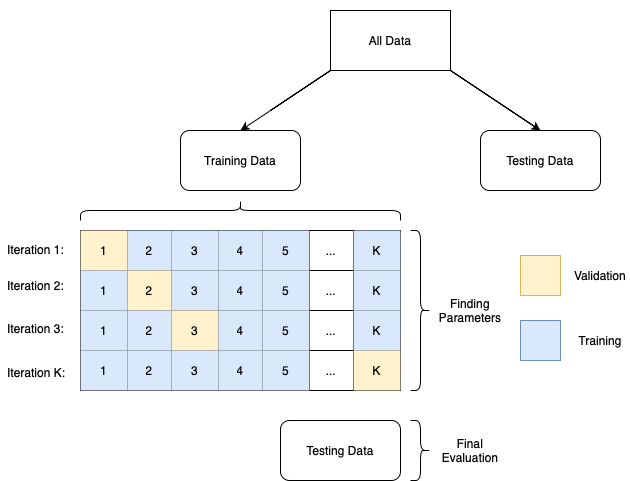 All Data
Training Data
Testing Data
Iteration 1: 1 2 3 4 5 ... K
Iteration 2: 1 2 3 4 5 ... K
Iteration 3: 1 2 3 4 5 ... K
Iteration K: 1 2 3 4 5 ... K
Finding
Parameters
Validation
Training
Testing Data
Final
Evaluation